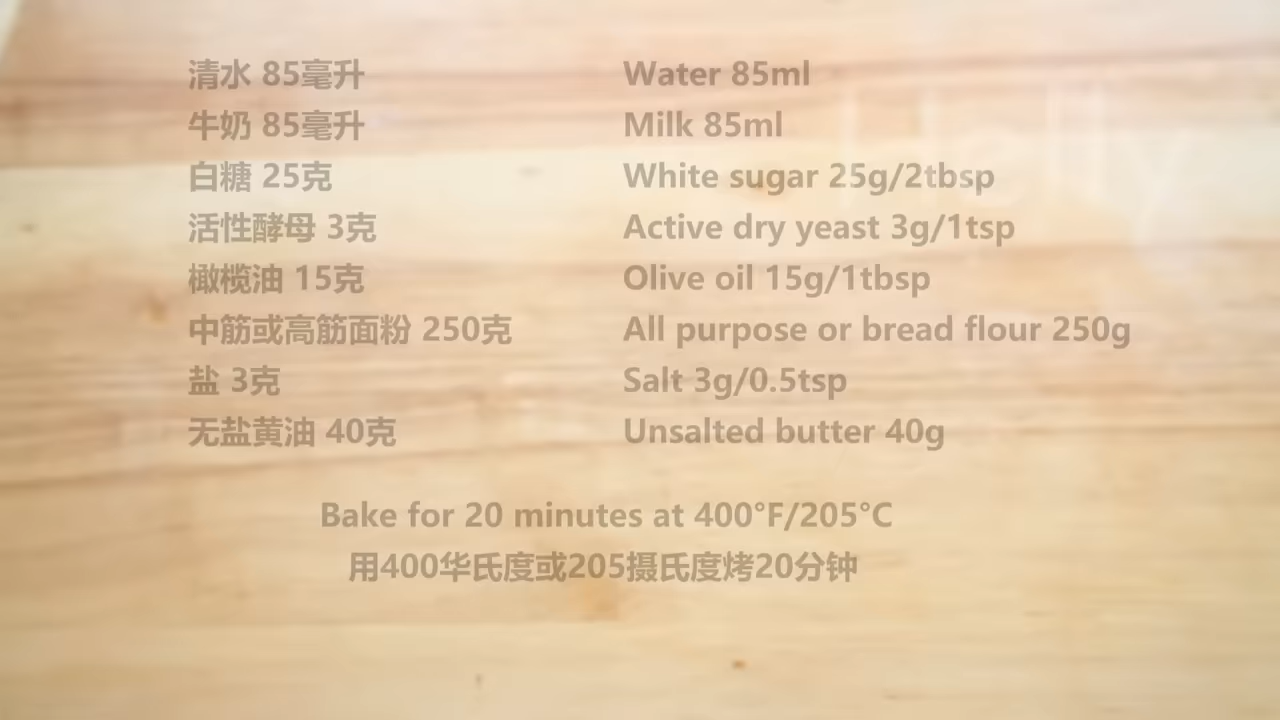 清水 85毫升 Water 85ml
牛奶 85毫升 Milk 85ml
白糖 25克 White sugar 25g/2tbsp
活性酵母 3克 Active dry yeast 3g/1tsp
橄榄油 15克 Olive oil 15g/1tbsp
中筋或高筋面粉 250克 All purpose or bread flour 250g
盐 3克 Salt 3g/0.5tsp
无盐黄油 40克 Unsalted butter 40g
Bake for 20 minutes at 400°F/205°C
用400华氏度或205摄氏度烤20分钟